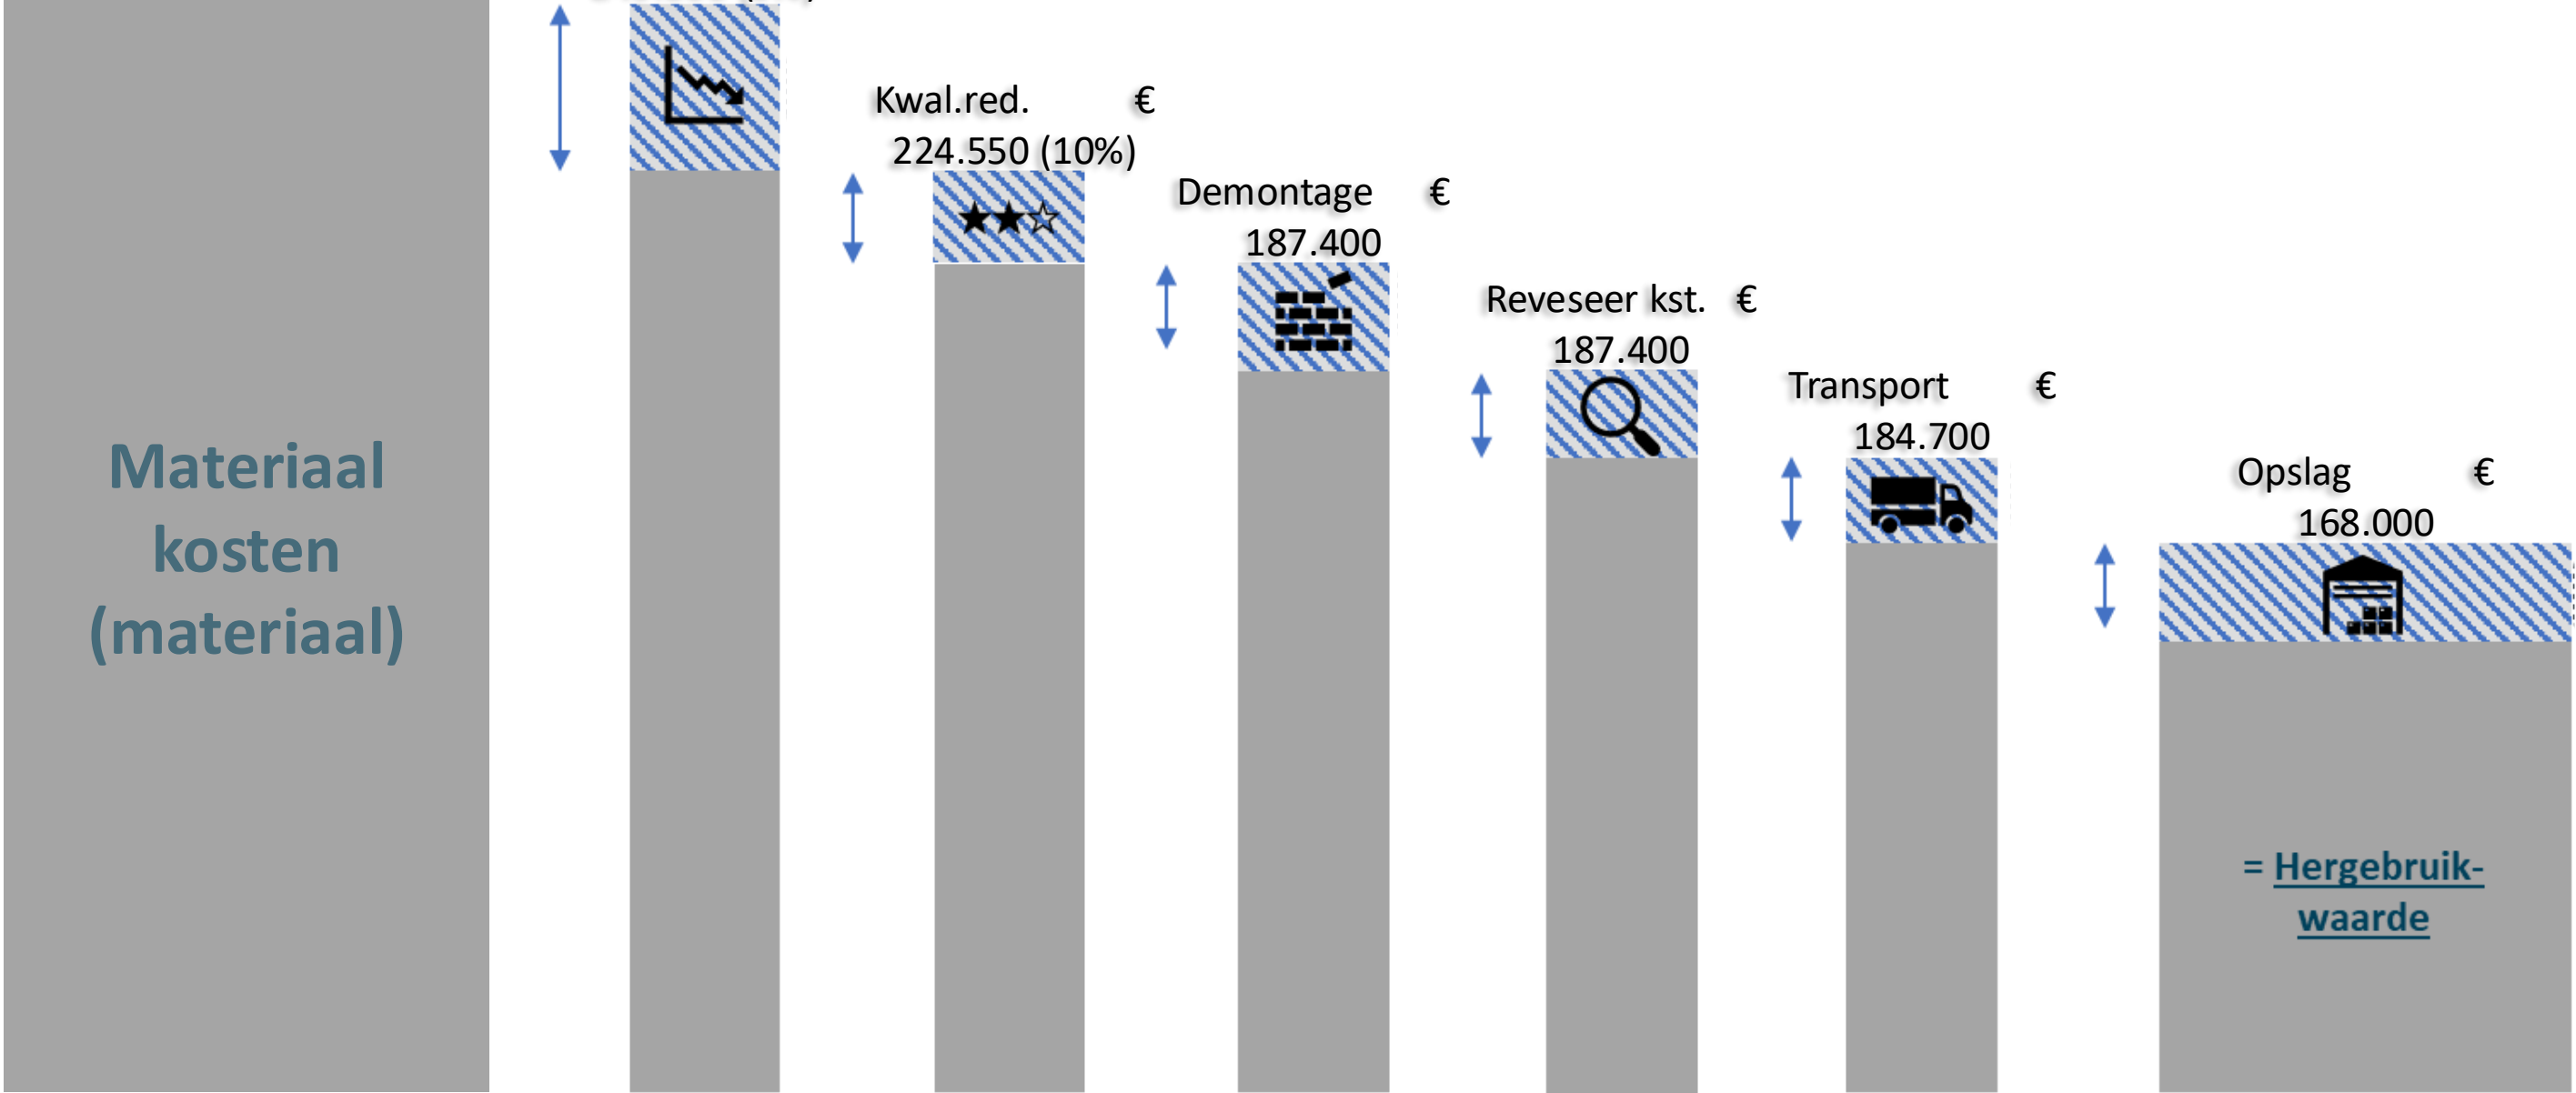 Kwal.red. €
224.550 (10%)
Demontage €
187.400
Reveseer kst. €
187.400
Transport €
184.700
Opslag €
168.000
Materiaal
kosten
(materiaal)
= Hergebruik-
waarde